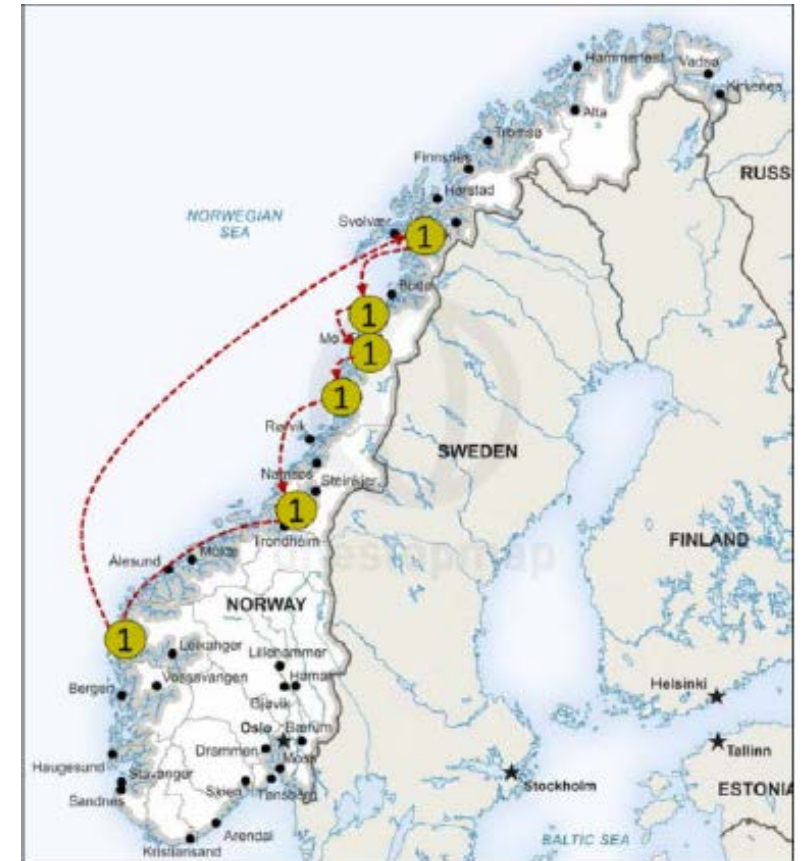 Hammerfest
Vadsø
Kirkenes
Alta
Tromsø
Finnsnes
RUSS
Harstad
NORWEGIAN
SEA
Svolvær
1
Bodø
1
1
1
Rørvik
SWEDEN
Namsos
Steinkjer
1
Trondheim
FINLAND
Molde
Ålesund
NORWAY
1
Leikanger
Lillehammer
Hamar
Vossavangen
Bergen
Helsinki
Gjøvik
Oslo
Bærum
Drammen
Moss
Tallinn
Haugesund
Stavanger
Skien
Tønsberg
Stockholm
ESTONIA
Sandnes
Arendal
BALTIC SEA
Kristiansand